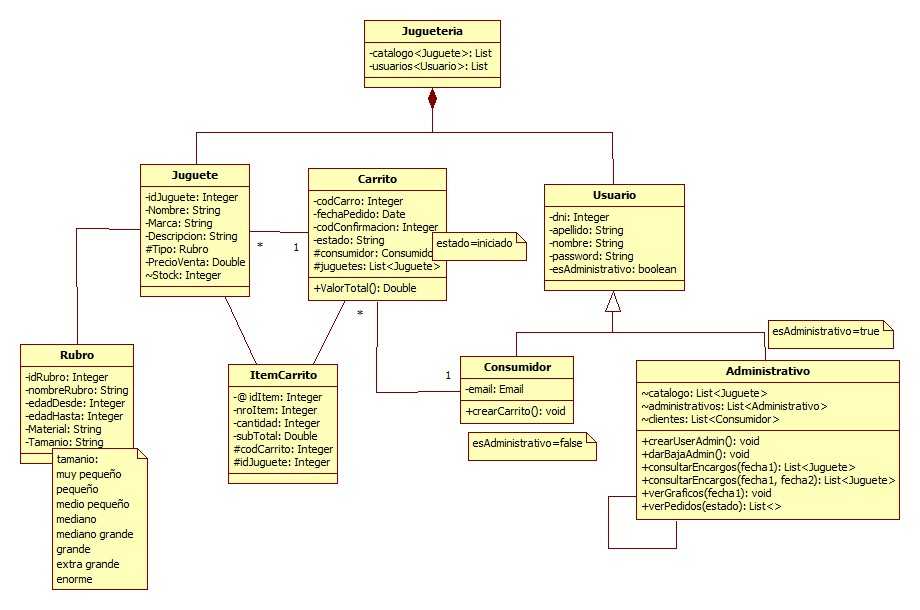 Jugueteria
-catalogo<Juguete>: List
-usuarios<Usuario>: List
Juguete
-idJuguete: Integer
-Nombre: String
-Marca: String
-Descripcion: String
#Tipo: Rubro
-PrecioVenta: Double
~Stock: Integer
*
1
Carrito
-codCarro: Integer
-fechaPedido: Date
-codConfirmacion: Integer
-estado: String
#consumidor: Consumido
#juguetes: List<Juguete>
+ValorTotal(): Double
estado=iniciado
*
1
Usuario
-dni: Integer
-apellido: String
-nombre: String
-password: String
-esAdministrativo: boolean
esAdministrativo=true
Rubro
-idRubro: Integer
-nombreRubro: String
-edadDesde: Integer
-edadHasta: Integer
-Material: String
-Tamanio: String
tamanio:
muy pequeño
pequeño
medio pequeño
mediano
mediano grande
grande
extra grande
enorme
ItemCarrito
-@ idItem: Integer
-nroItem: Integer
-cantidad: Integer
-subTotal: Double
#codCarrito: Integer
#idJuguete: Integer
Consumidor
-email: Email
+crearCarrito(): void
esAdministrativo=false
Administrativo
~catalogo: List<Juguete>
~administrativos: List<Administrativo>
~clientes: List<Consumidor>
+crearUserAdmin(): void
+darBajaAdmin(): void
+consultarEncargos(fecha1): List<Juguete>
+consultarEncargos(fecha1, fecha2): List<Juguete>
+verGraficos(fecha1): void
+verPedidos(estado): List<>